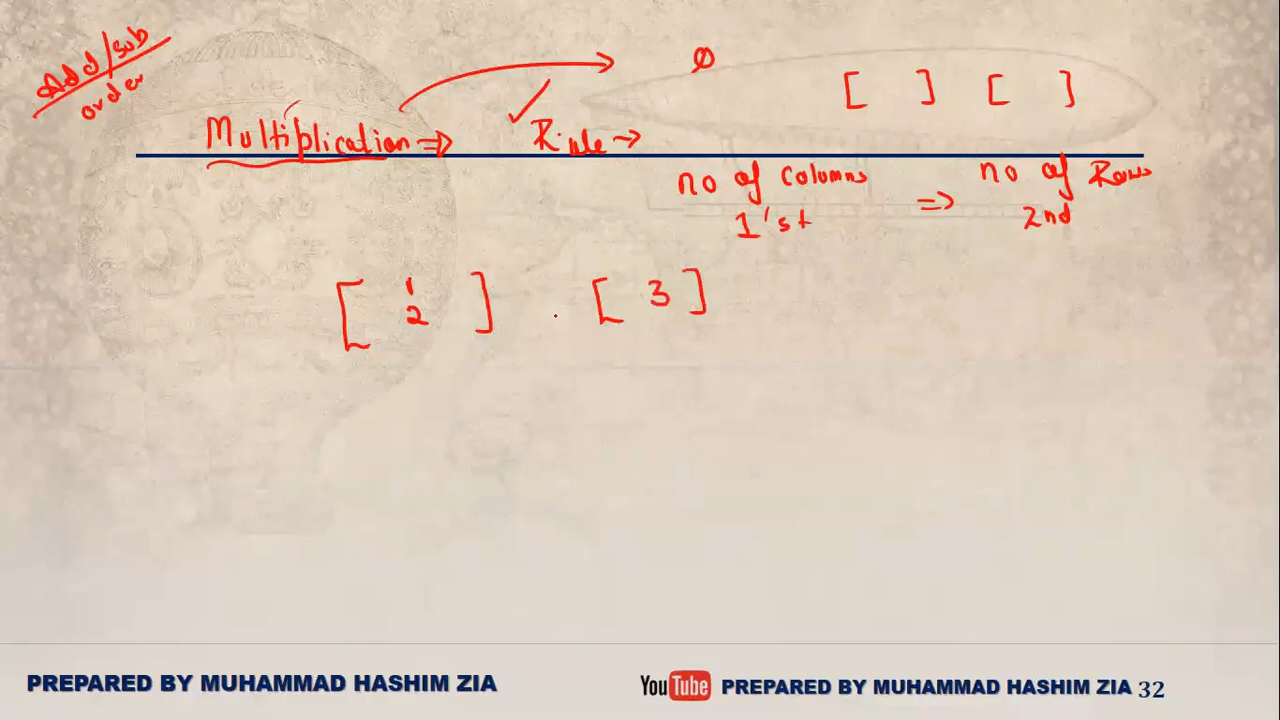 Add/sub
order
Ø
[ ] [ ]
Multiplication ⇒ Rule →
no of columns ⇒ no of Rows
1'st 2nd
[ 1 ] . [ 3 ]
2
PREPARED BY MUHAMMAD HASHIM ZIA
YouTube PREPARED BY MUHAMMAD HASHIM ZIA 32